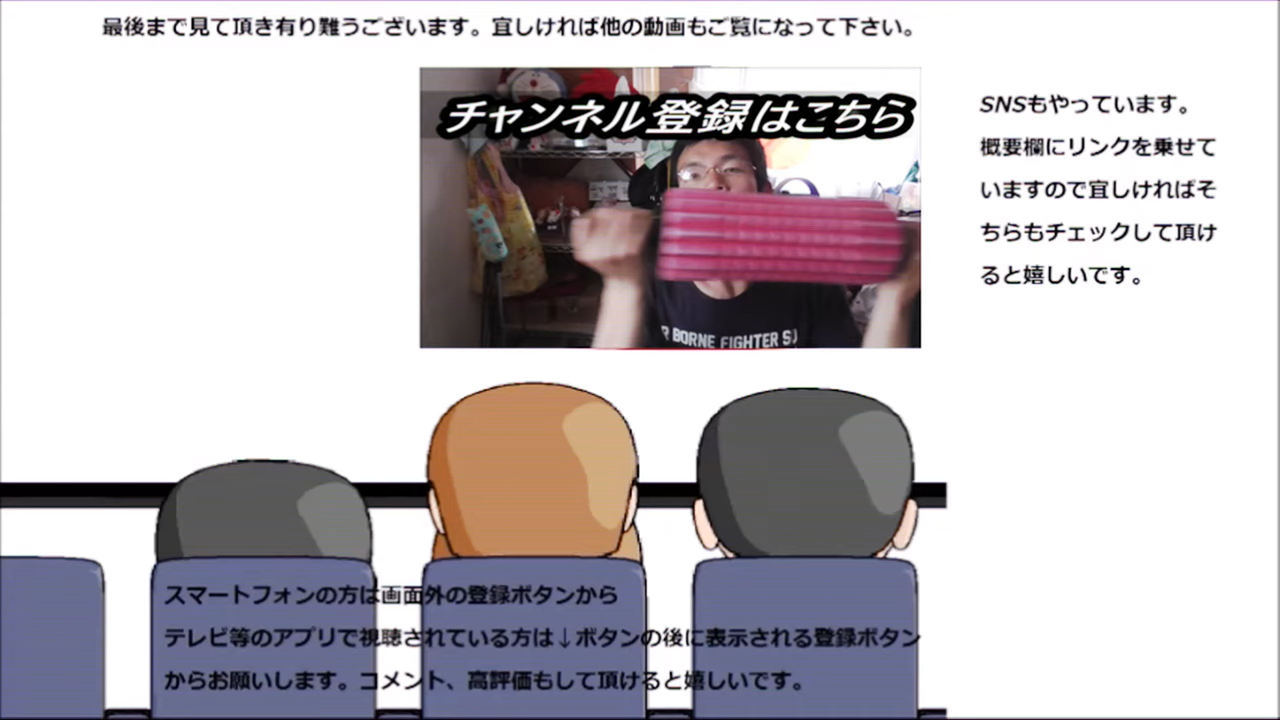 最後まで見て頂き有り難うございます。宜しければ他の動画もご覧になって下さい。
チャンネル登録はこちら
R BORNE FIGHTER SJ
SNSもやっています。
概要欄にリンクを乗せて
いますので宜しければそ
ちらもチェックして頂け
ると嬉しいです。
スマートフォンの方は画面外の登録ボタンから
テレビ等のアプリで視聴されている方は↓ボタンの後に表示される登録ボタン
からお願いします。コメント、高評価もして頂けると嬉しいです。